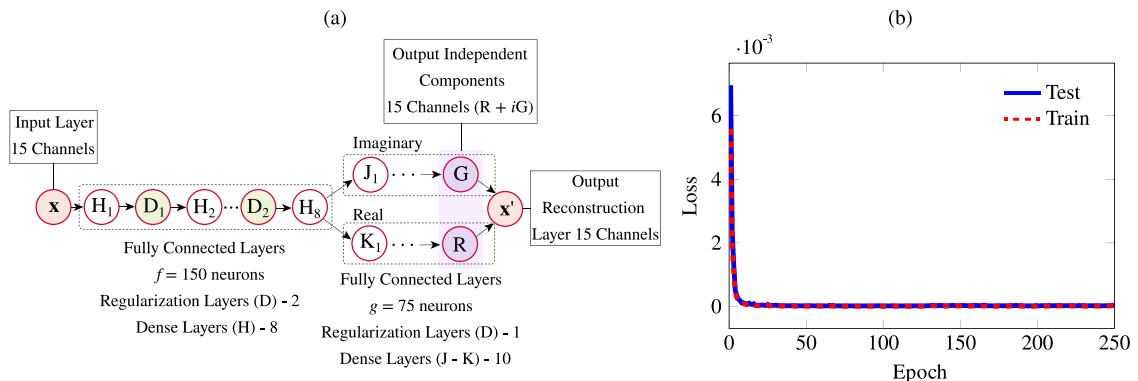 (a)
Input Layer
15 Channels
Output Independent
Components
15 Channels (R + iG)
Imaginary
J1 ··· G
x H1 D1 H2 ··· D2 H8
x'
Real
K1 ··· R
Output
Reconstruction
Layer 15 Channels
Fully Connected Layers
f = 150 neurons
Regularization Layers (D) - 2
Dense Layers (H) - 8
Fully Connected Layers
g = 75 neurons
Regularization Layers (D) - 1
Dense Layers (J - K) - 10
(b)
·10⁻³
6
4
2
0
Loss
Test
Train
0 50 100 150 200 250
Epoch